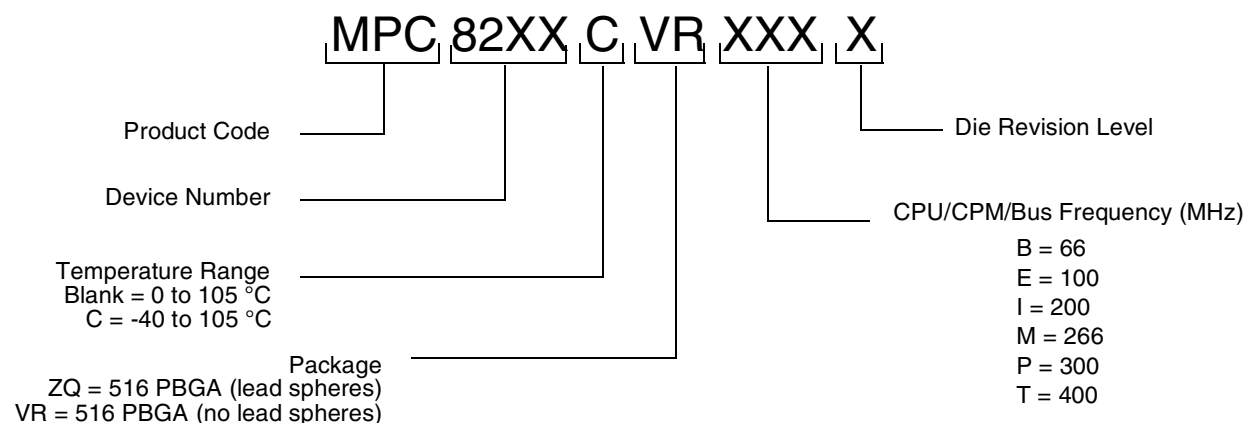 MPC 82XX C VR XXX X
Product Code
Die Revision Level
Device Number
CPU/CPM/Bus Frequency (MHz)
B = 66
E = 100
I = 200
M = 266
P = 300
T = 400
Temperature Range
Blank = 0 to 105 °C
C = -40 to 105 °C
Package
ZQ = 516 PBGA (lead spheres)
VR = 516 PBGA (no lead spheres)